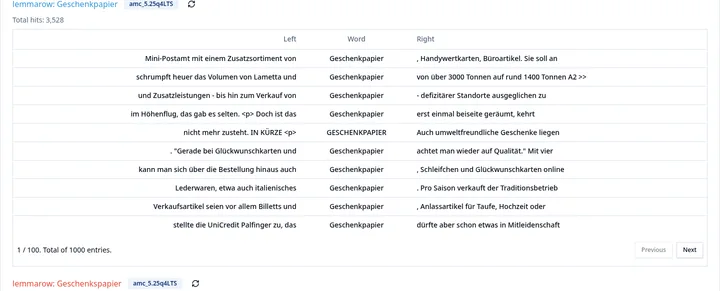 lemmarow: Geschenkpapier amc_5.25q4LTS
Total hits: 3,528
Left Word Right
Mini-Postamt mit einem Zusatzsortiment von Geschenkpapier , Handywertkarten, Büroartikel. Sie soll an
schrumpft heuer das Volumen von Lametta und Geschenkpapier von über 3000 Tonnen auf rund 1400 Tonnen A2 >>
und Zusatzleistungen - bis hin zum Verkauf von Geschenkpapier - defizitärer Standorte ausgeglichen zu
im Höhenflug, das gab es selten. <p> Doch ist das Geschenkpapier erst einmal beiseite geräumt, kehrt
nicht mehr zusteht. IN KÜRZE <p> GESCHENKPAPIER Auch umweltfreundliche Geschenke liegen
. "Gerade bei Glückwunschkarten und Geschenkpapier achtet man wieder auf Qualität." Mit vier
kann man sich über die Bestellung hinaus auch Geschenkpapier , Schleifchen und Glückwunschkarten online
Lederwaren, etwa auch italienisches Geschenkpapier . Pro Saison verkauft der Traditionsbetrieb
Verkaufsartikel seien vor allem Billetts und Geschenkpapier , Anlassartikel für Taufe, Hochzeit oder
stellte die UniCredit Palfinger zu, das Geschenkpapier dürfte aber schon etwas in Mitleidenschaft
1 / 100. Total of 1000 entries. Previous Next
lemmarow: Geschenkspapier amc_5.25q4LTS